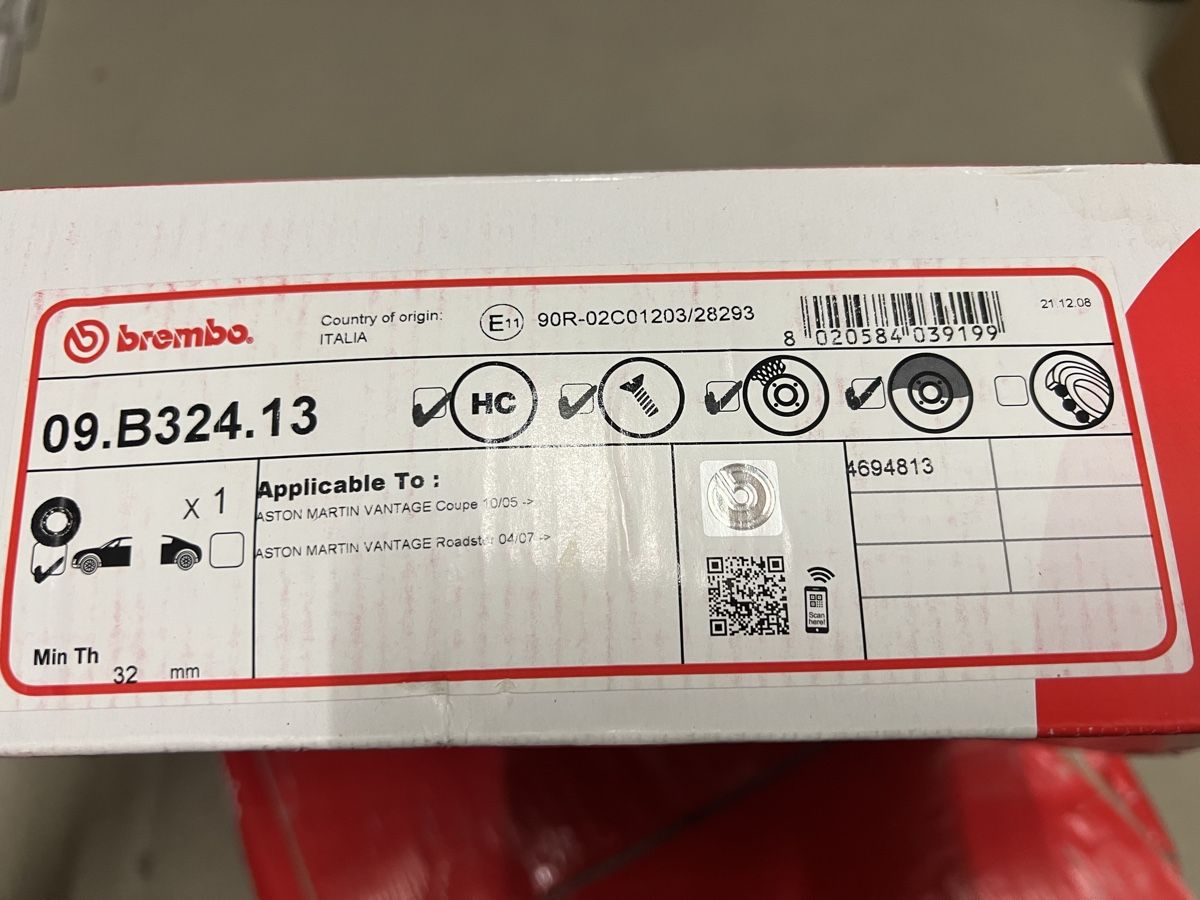 brembo.
Country of origin:
ITALIA
E11 90R-02C01203/28293
8 020584 039199
21.12.08
09.B324.13
HC
X 1
Applicable To :
ASTON MARTIN VANTAGE Coupe 10/05 ->
ASTON MARTIN VANTAGE Roadster 04/07 ->
4694813
Scan
here!
Min Th
32 mm